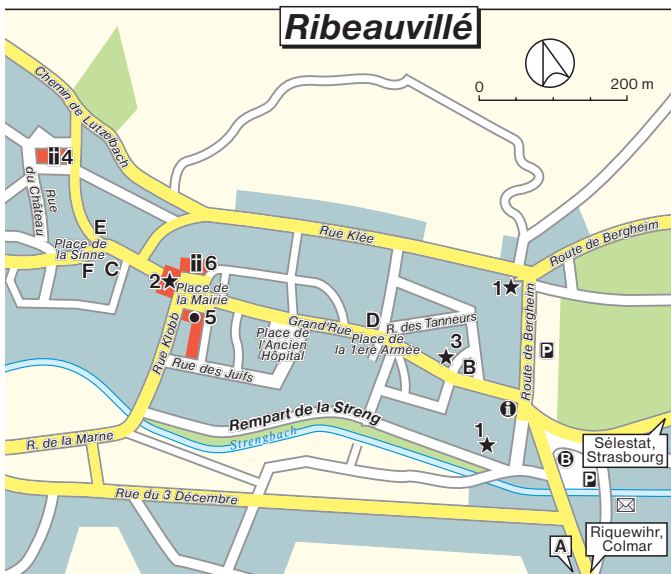 Ribeauvillé
0
200 m
Chemin de Lutzelbach
4
Rue
du Château
E
Place de
la Sinne
F
C
Rue Klée
Route de Bergheim
6
2
1
Place de
la Mairie
Route de Bergheim
5
Grand'Rue
D
R. des Tanneurs
Place de
l'Ancien
Hôpital
Place de
la 1ere Armée
3
P
Rue Klobb
B
Rue des Juifs
i
Rempart de la Streng
Strengbach
1
R. de la Marne
Sélestat,
Strasbourg
B
P
Rue du 3 Décembre
A
Riquewihr,
Colmar